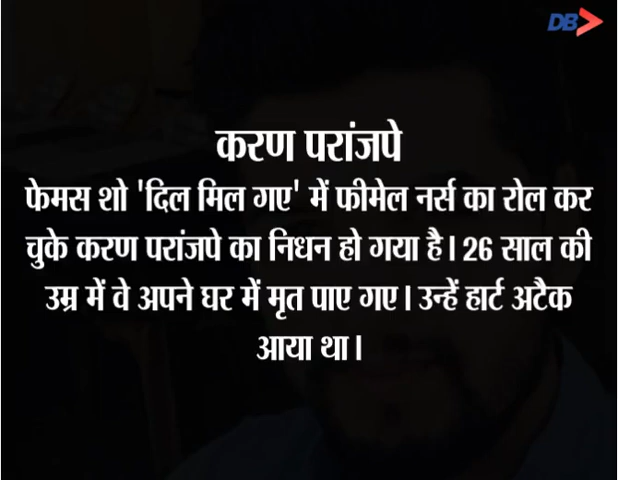 DB
करण परांजपे
फेमस शो 'दिल मिल गए' में फीमेल नर्स का रोल कर
चुके करण परांजपे का निधन हो गया है। 26 साल की
उम्र में वे अपने घर में मृत पाए गए। उन्हें हार्ट अटैक
आया था।